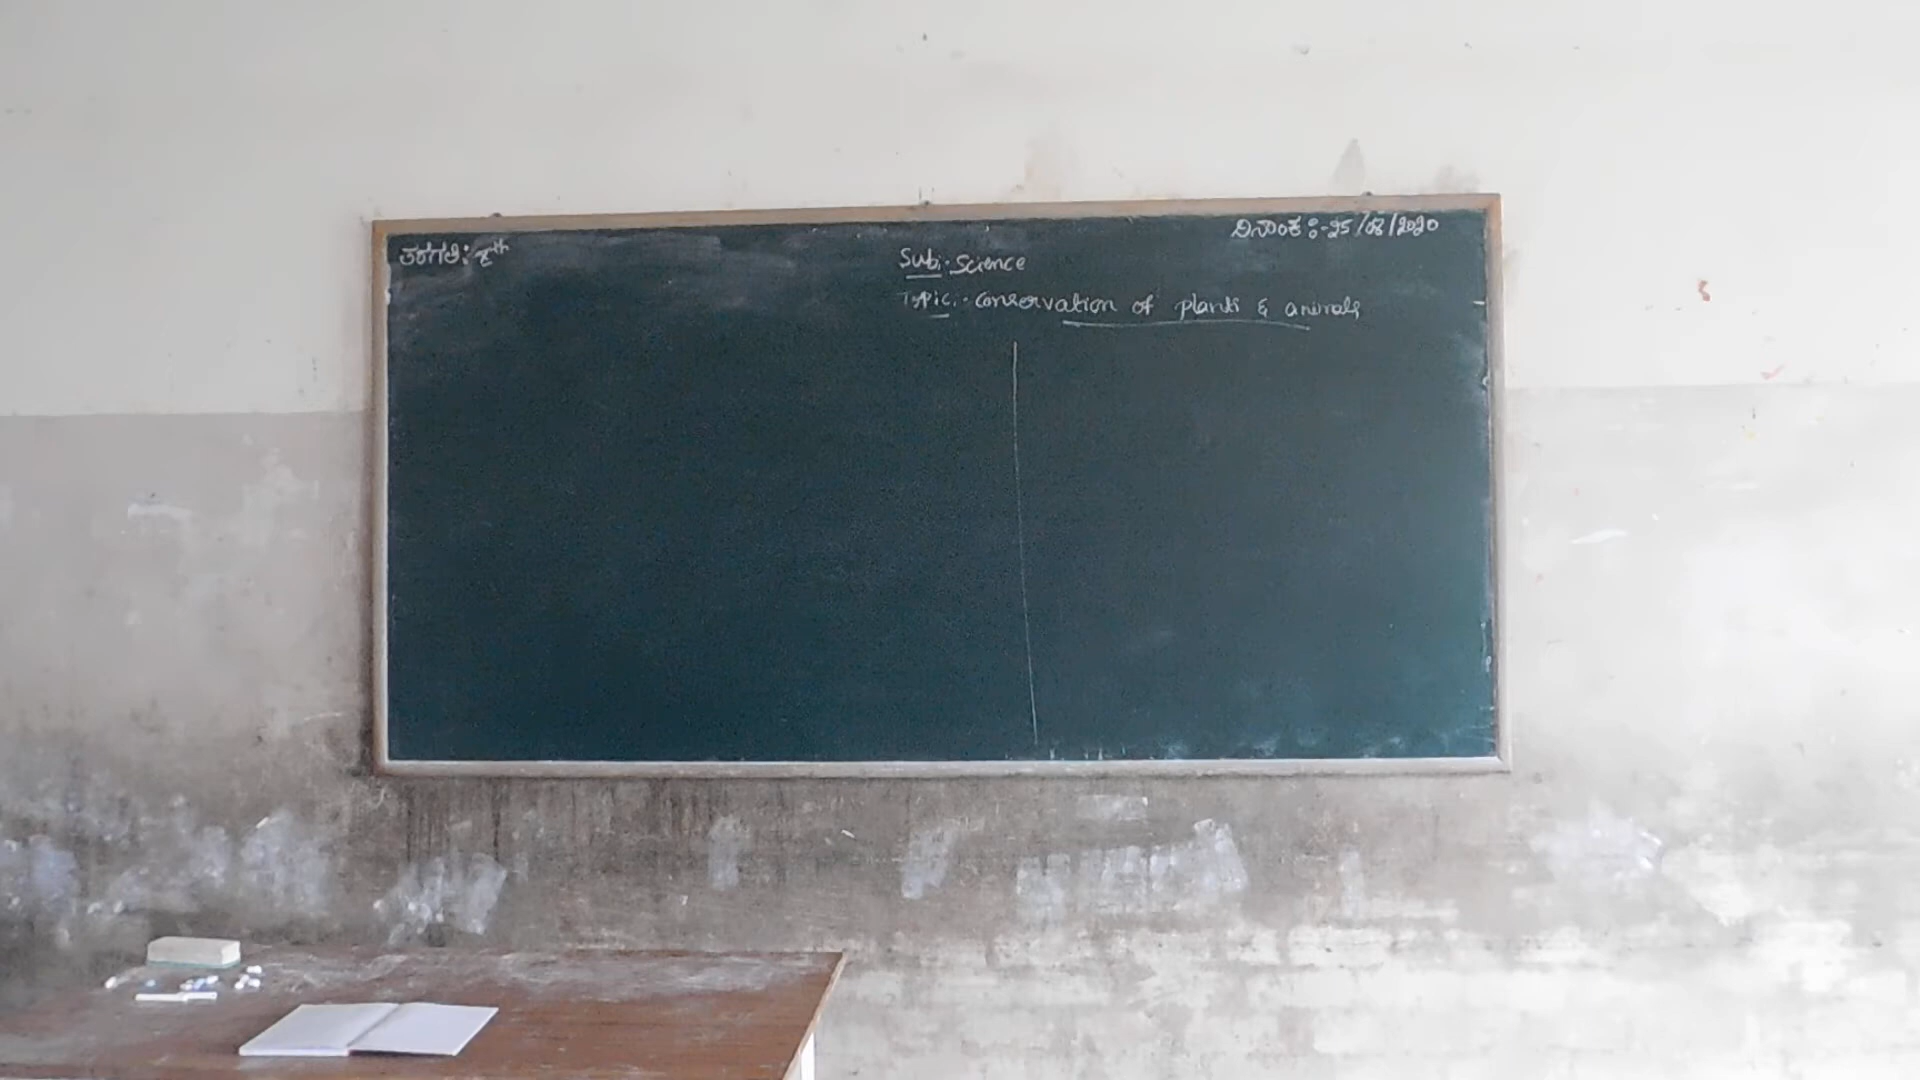 ತರಗತಿ: 8th
ದಿನಾಂಕ:-25/08/2020
Sub:- Science
Topic:- Conservation of plants & animals